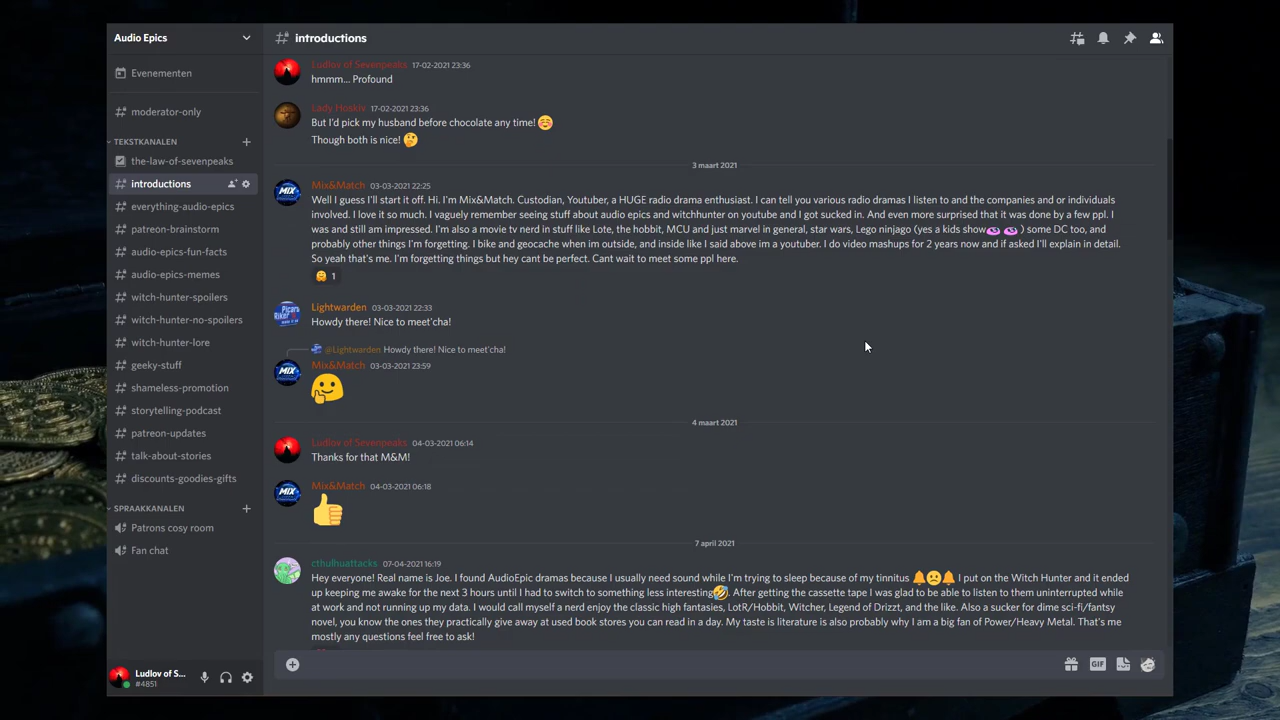 Audio Epics
Evenementen
moderator-only
TEKSTKANALEN
the-law-of-sevenpeaks
introductions
everything-audio-epics
patreon-brainstorm
audio-epics-fun-facts
audio-epics-memes
witch-hunter-spoilers
witch-hunter-no-spoilers
witch-hunter-lore
geeky-stuff
shameless-promotion
storytelling-podcast
patreon-updates
talk-about-stories
discounts-goodies-gifts
SPRAAKKANALEN
Patrons cosy room
Fan chat
Ludlov of S...
#4851
introductions
Ludlov of Sevenpeaks 17-02-2021 23:36
hmmm... Profound
Lady Hoskiv 17-02-2021 23:36
But I'd pick my husband before chocolate any time! ☺️
Though both is nice! 🤔
3 maart 2021
Mix&Match 03-03-2021 22:25
Well I guess I'll start it off. Hi. I'm Mix&Match. Custodian, Youtuber, a HUGE radio drama enthusiast. I can tell you various radio dramas I listen to and the companies and or individuals
involved. I love it so much. I vaguely remember seeing stuff about audio epics and witchhunter on youtube and I got sucked in. And even more surprised that it was done by a few ppl. I
was and still am impressed. I'm also a movie tv nerd in stuff like Lote, the hobbit, MCU and just marvel in general, star wars, Lego ninjago (yes a kids show ) some DC too, and
probably other things I'm forgetting. I bike and geocache when im outside, and inside like I said above im a youtuber. I do video mashups for 2 years now and if asked I'll explain in detail.
So yeah that's me. I'm forgetting things but hey cant be perfect. Cant wait to meet some ppl here.
🤗 1
Lightwarden 03-03-2021 22:33
Howdy there! Nice to meet'cha!
@Lightwarden Howdy there! Nice to meet'cha!
Mix&Match 03-03-2021 23:59
4 maart 2021
Ludlov of Sevenpeaks 04-03-2021 06:14
Thanks for that M&M!
Mix&Match 04-03-2021 06:18
👍
7 april 2021
cthulhuattacks 07-04-2021 16:19
Hey everyone! Real name is Joe. I found AudioEpic dramas because I usually need sound while I'm trying to sleep because of my tinnitus 🔔☹️🔔 I put on the Witch Hunter and it ended
up keeping me awake for the next 3 hours until I had to switch to something less interesting🤣. After getting the cassette tape I was glad to be able to listen to them uninterrupted while
at work and not running up my data. I would call myself a nerd enjoy the classic high fantasies, LotR/Hobbit, Witcher, Legend of Drizzt, and the like. Also a sucker for dime sci-fi/fantsy
novel, you know the ones they practically give away at used book stores you can read in a day. My taste is literature is also probably why I am a big fan of Power/Heavy Metal. That's me
mostly any questions feel free to ask!
GIF